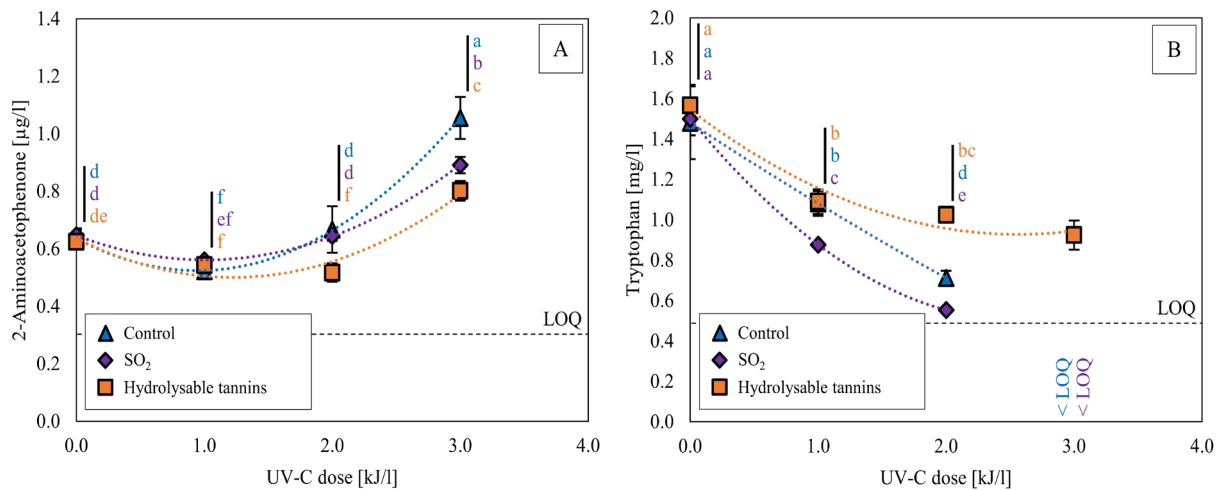 A
2-Aminoacetophenone [µg/l]
1.4
1.2
1.0
0.8
0.6
0.4
0.2
0.0
d
d
de
f
ef
f
d
d
f
a
b
c
LOQ
Control
SO₂
Hydrolysable tannins
0.0
1.0
2.0
3.0
4.0
UV-C dose [kJ/l]
B
Tryptophan [mg/l]
2.0
1.8
1.6
1.4
1.2
1.0
0.8
0.6
0.4
0.2
0.0
a
a
a
b
b
c
bc
d
e
LOQ
< LOQ
< LOQ
Control
SO₂
Hydrolysable tannins
0.0
1.0
2.0
3.0
4.0
UV-C dose [kJ/l]